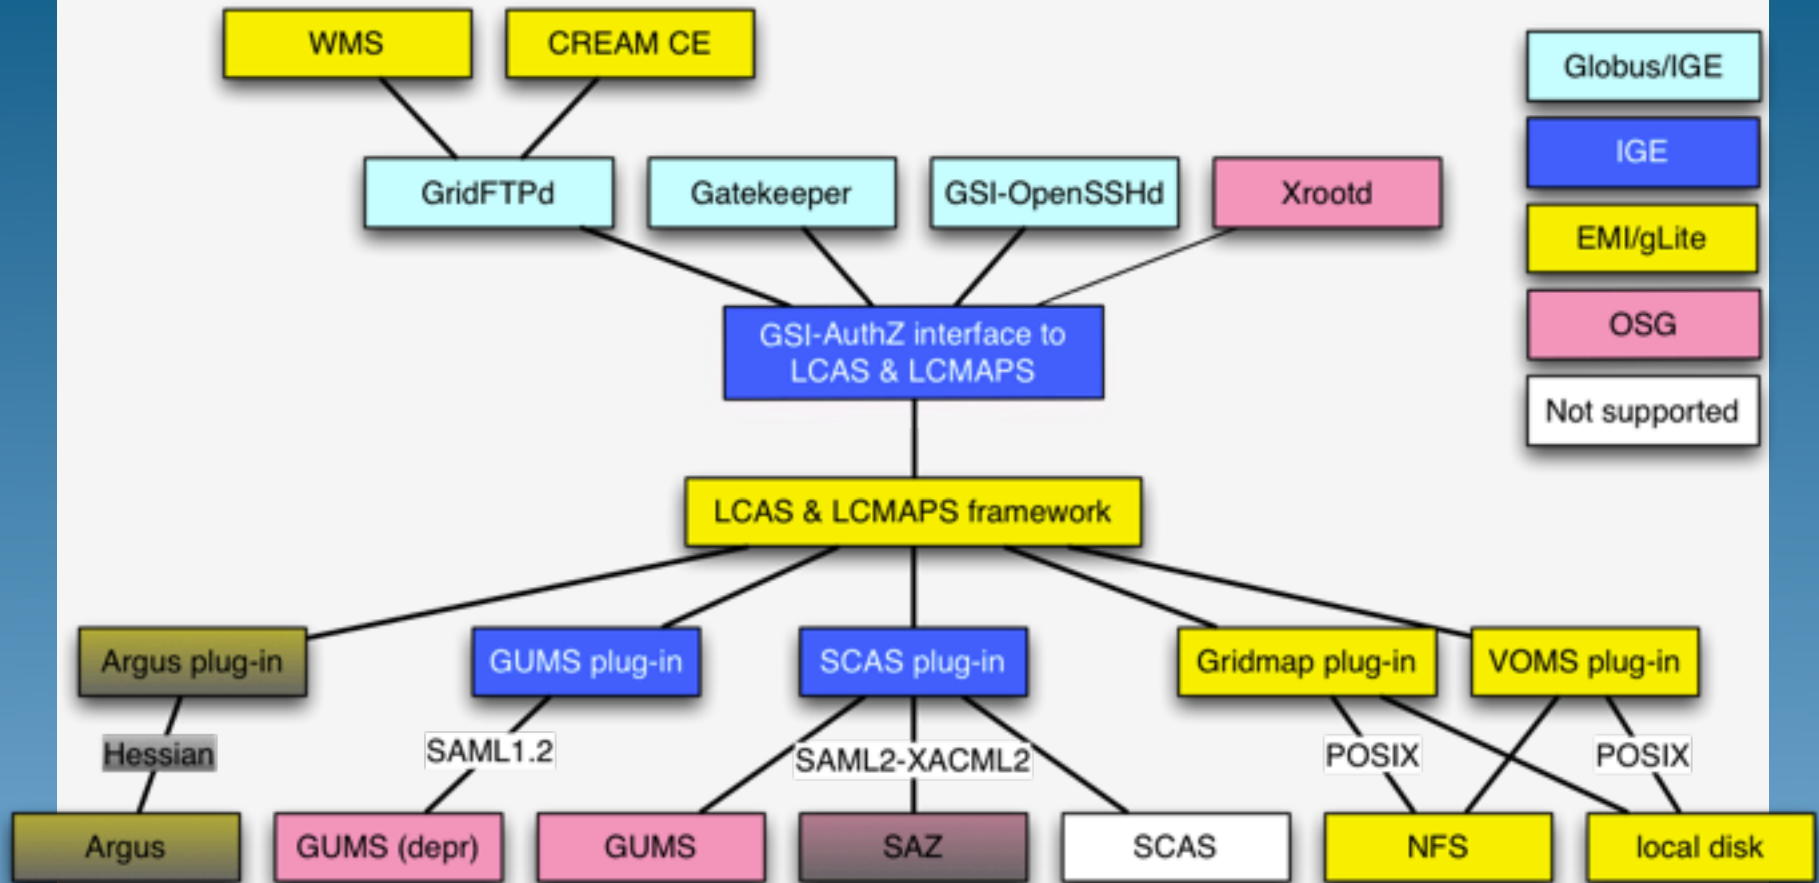 WMS
CREAM CE
Globus/IGE
IGE
GridFTPd
Gatekeeper
GSI-OpenSSHd
Xrootd
EMI/gLite
OSG
GSI-AuthZ interface to
LCAS & LCMAPS
Not supported
LCAS & LCMAPS framework
Argus plug-in
GUMS plug-in
SCAS plug-in
Gridmap plug-in
VOMS plug-in
Hessian
SAML1.2
SAML2-XACML2
POSIX
POSIX
Argus
GUMS (depr)
GUMS
SAZ
SCAS
NFS
local disk